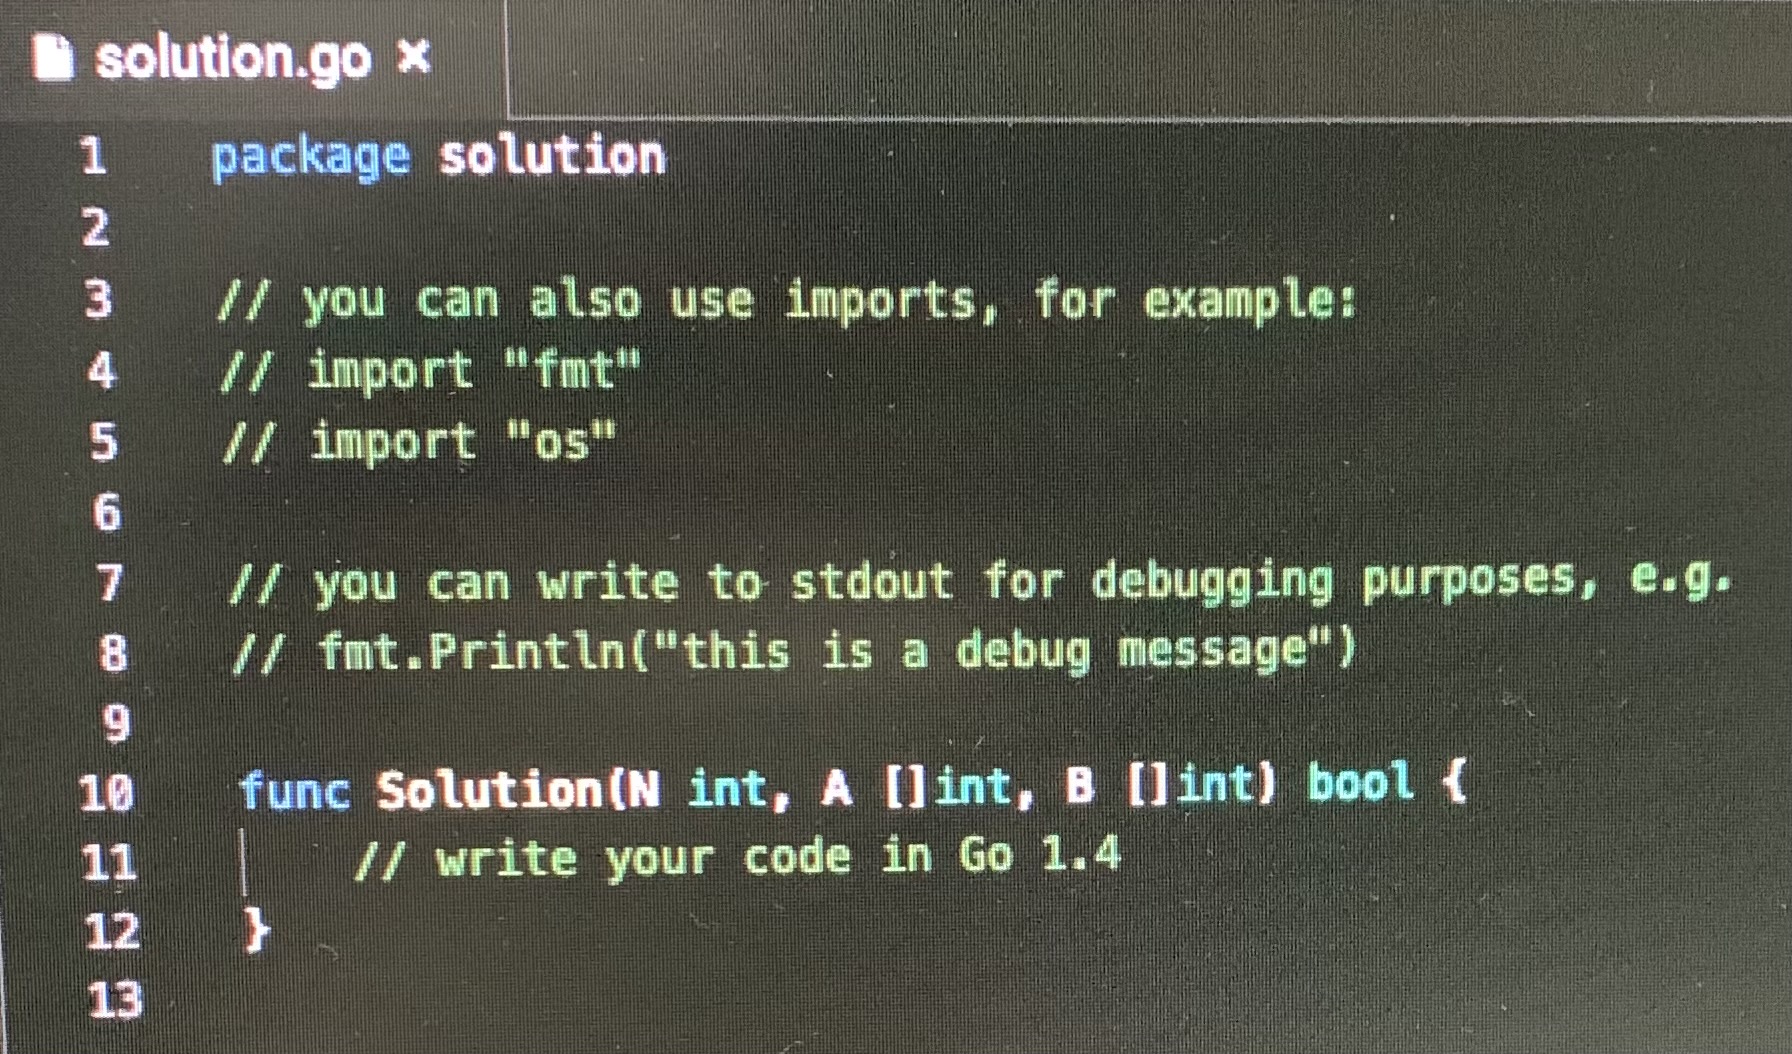 solution.go ×
1 package solution
2
3 // you can also use imports, for example:
4 // import "fmt"
5 // import "os"
6
7 // you can write to stdout for debugging purposes, e.g.
8 // fmt.Println("this is a debug message")
9
10 func Solution(N int, A []int, B []int) bool {
11     // write your code in Go 1.4
12 }
13